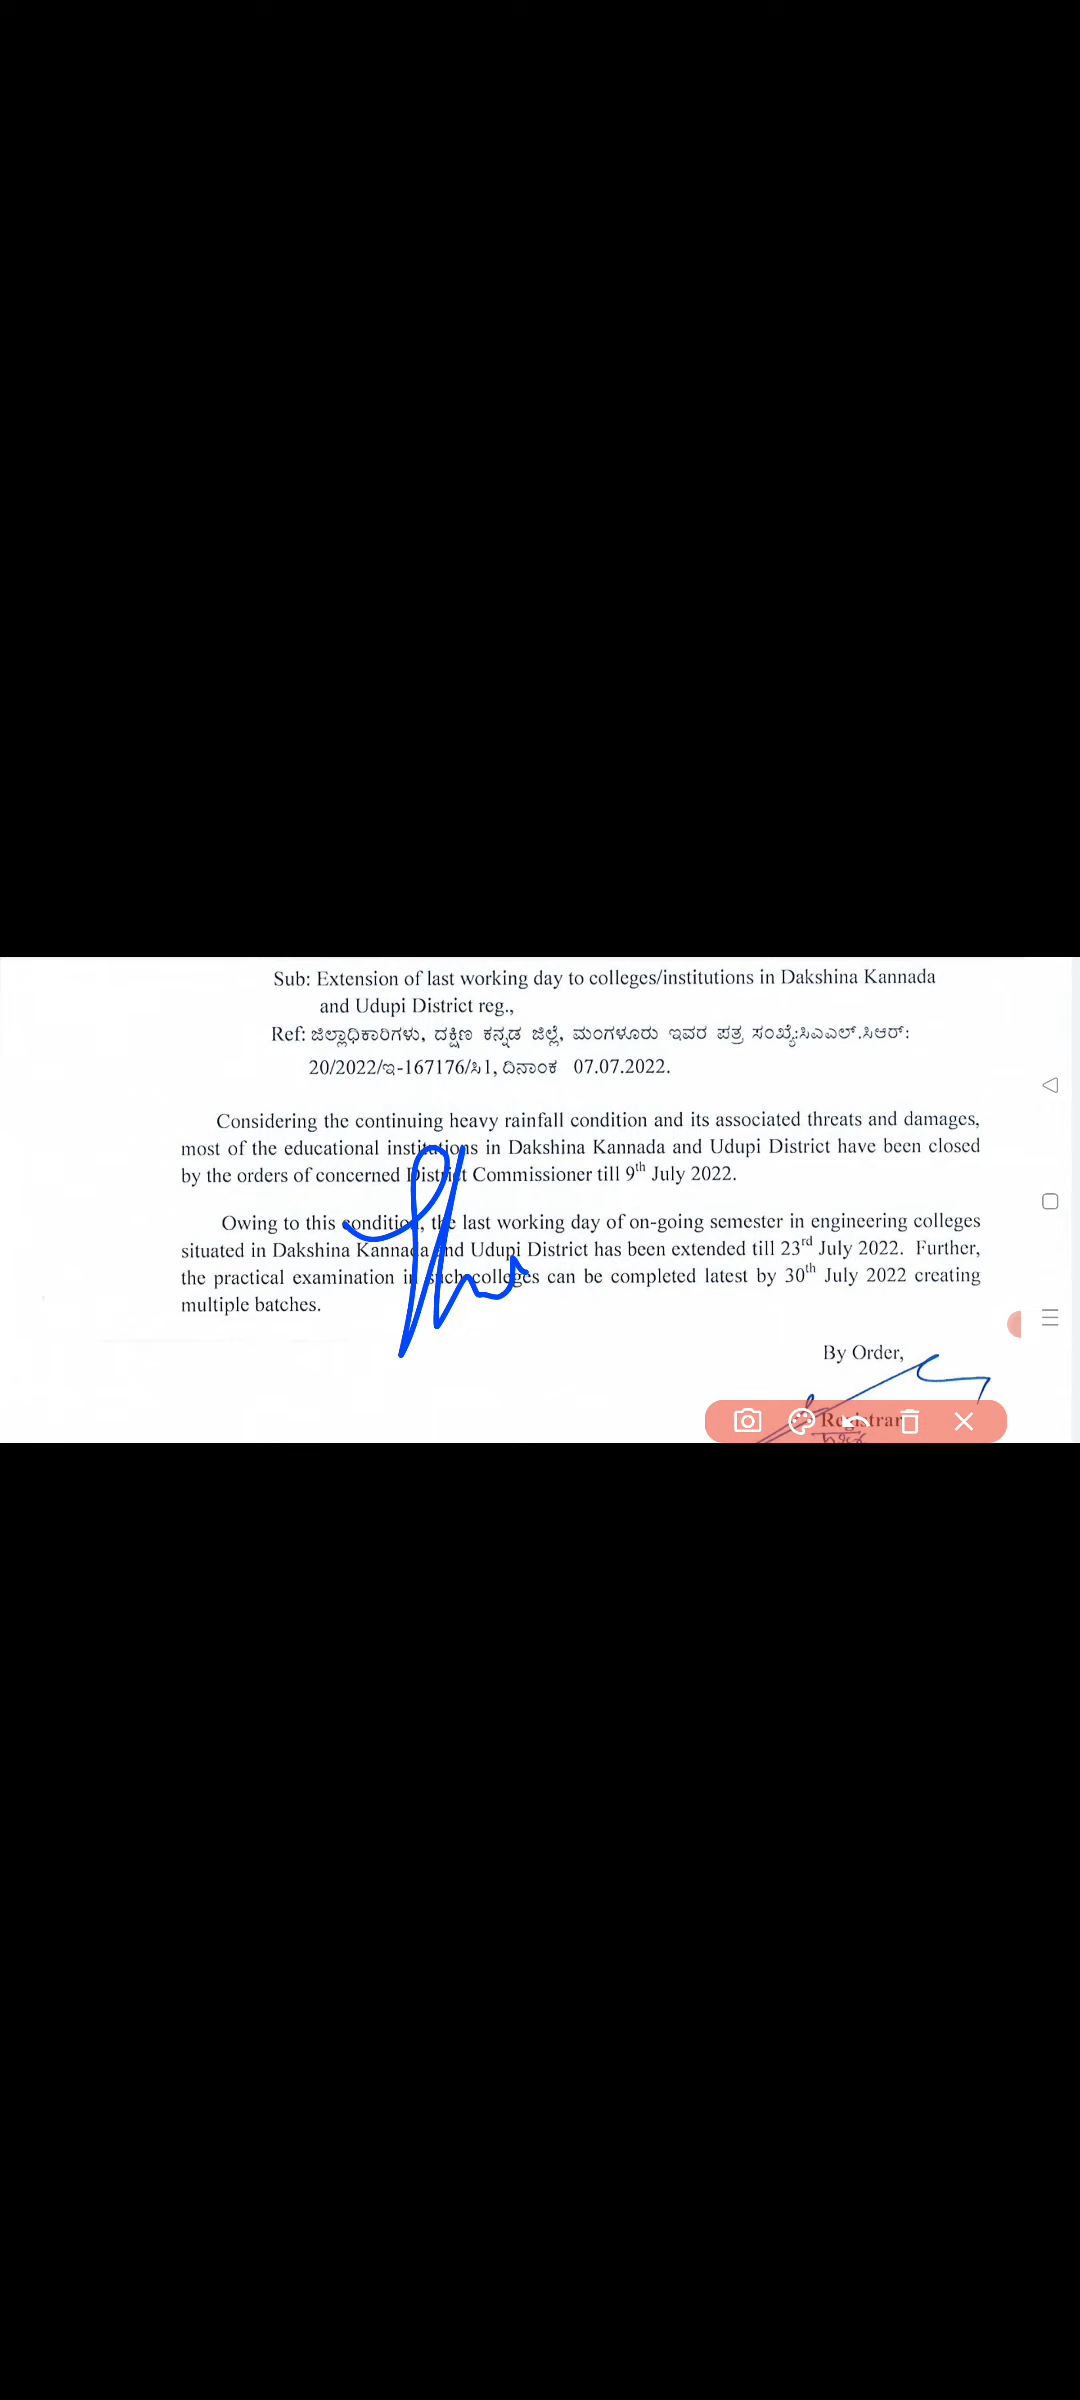 Sub: Extension of last working day to colleges/institutions in Dakshina Kannada
and Udupi District reg.,
Ref: ಜಿಲ್ಲಾಧಿಕಾರಿಗಳು, ದಕ್ಷಿಣ ಕನ್ನಡ ಜಿಲ್ಲೆ, ಮಂಗಳೂರು ಇವರ ಪತ್ರ ಸಂಖ್ಯೆ:ಸಿಎಎಲ್.ಸಿಆರ್:
20/2022/ಇ-167176/ಸಿ1, ದಿನಾಂಕ 07.07.2022.
Considering the continuing heavy rainfall condition and its associated threats and damages,
most of the educational institutions in Dakshina Kannada and Udupi District have been closed
by the orders of concerned District Commissioner till 9th July 2022.
Owing to this condition, the last working day of on-going semester in engineering colleges
situated in Dakshina Kannada and Udupi District has been extended till 23rd July 2022. Further,
the practical examination in such colleges can be completed latest by 30th July 2022 creating
multiple batches.
By Order,
Registrar